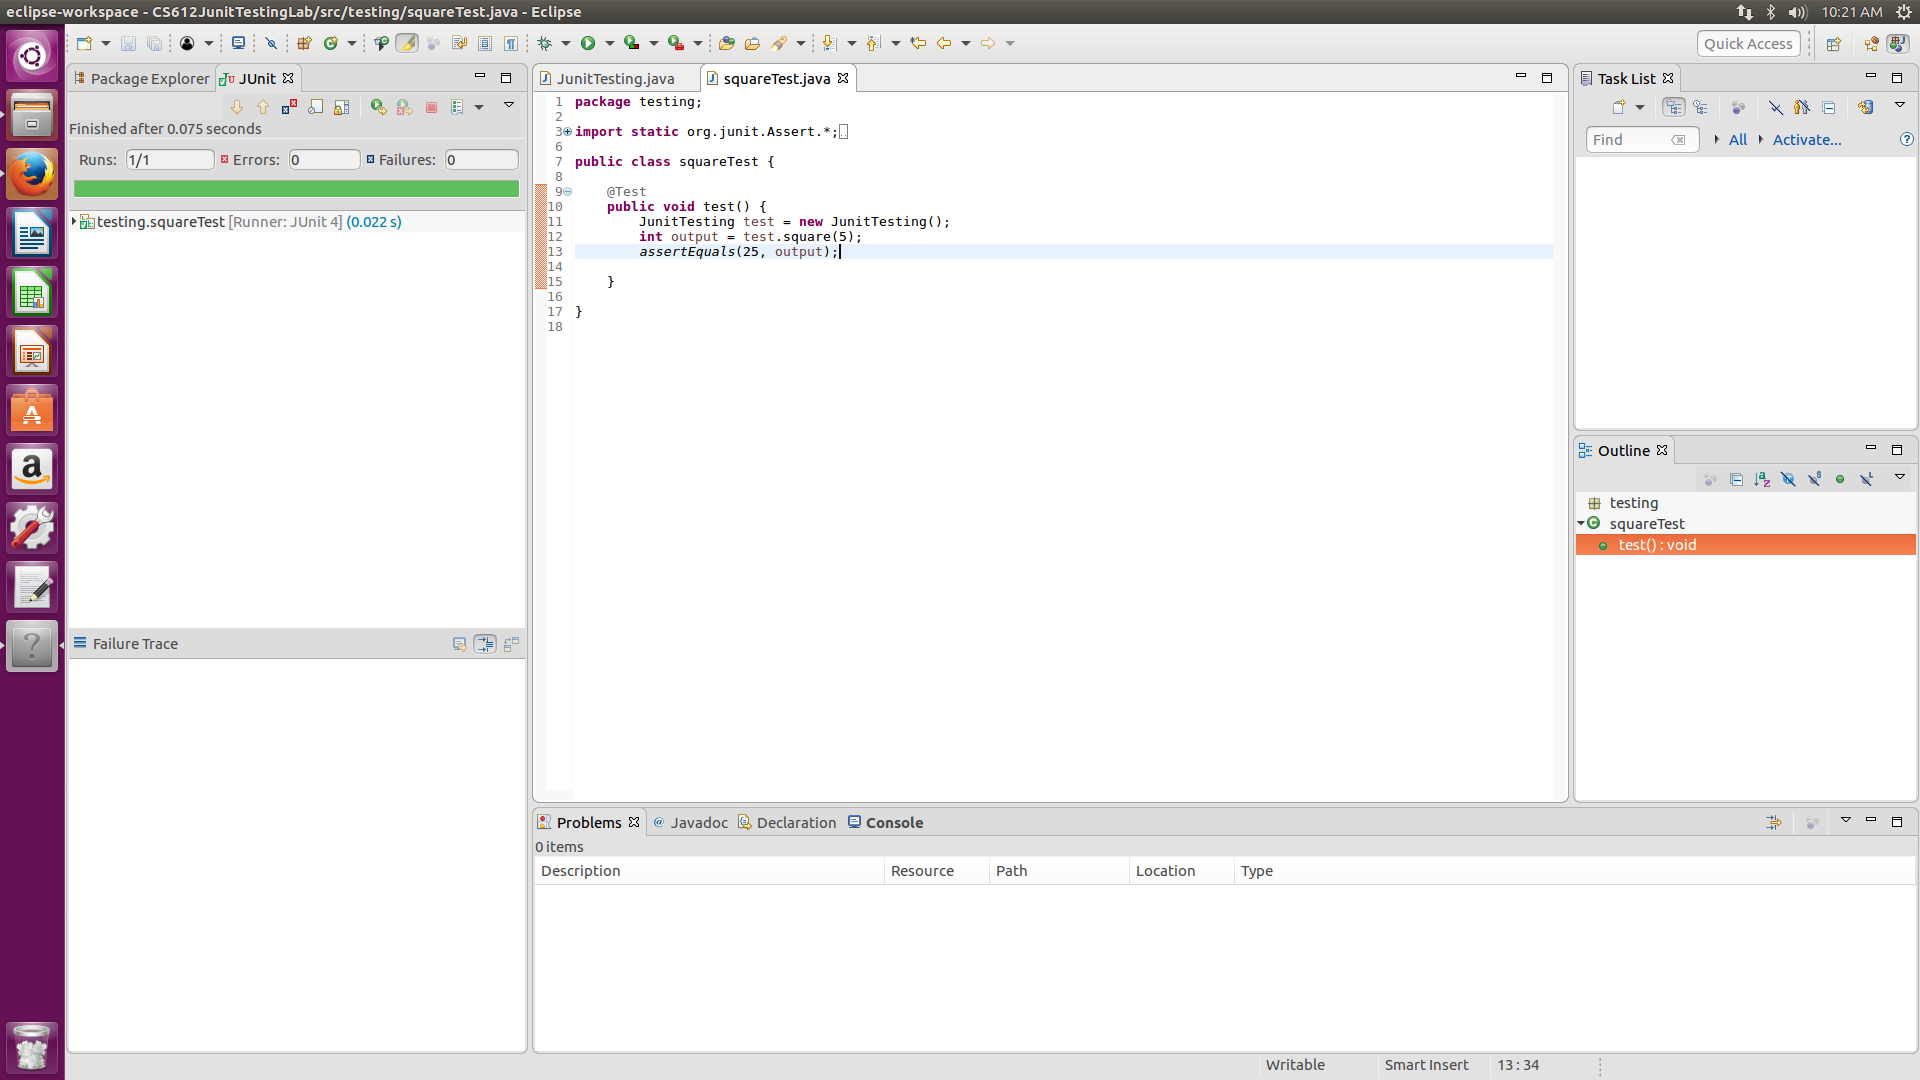 eclipse-workspace - CS612JunitTestingLab/src/testing/squareTest.java - Eclipse
10:21 AM
Quick Access
Package Explorer
JUnit
Finished after 0.075 seconds
Runs: 1/1
Errors: 0
Failures: 0
testing.squareTest [Runner: JUnit 4] (0.022 s)
Failure Trace
JunitTesting.java
squareTest.java
1 package testing;
2
3 import static org.junit.Assert.*;
6
7 public class squareTest {
8
9 @Test
10 public void test() {
11 JunitTesting test = new JunitTesting();
12 int output = test.square(5);
13 assertEquals(25, output);
14
15 }
16
17 }
18
Task List
Find
All
Activate...
Outline
testing
squareTest
test() : void
Problems
@ Javadoc
Declaration
Console
0 items
Description Resource Path Location Type
Writable
Smart Insert
13 : 34